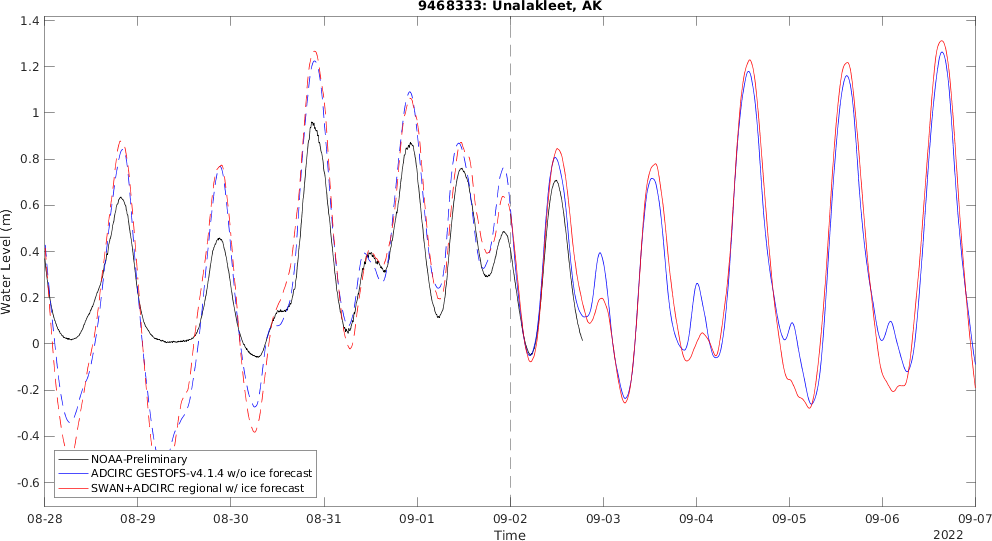 9468333: Unalakleet, AK
Water Level (m)
1.4
1.2
1
0.8
0.6
0.4
0.2
0
-0.2
-0.4
-0.6
NOAA-Preliminary
ADCIRC GESTOFS-v4.1.4 w/o ice forecast
SWAN+ADCIRC regional w/ ice forecast
08-28 08-29 08-30 08-31 09-01 09-02 09-03 09-04 09-05 09-06 09-07
Time
2022